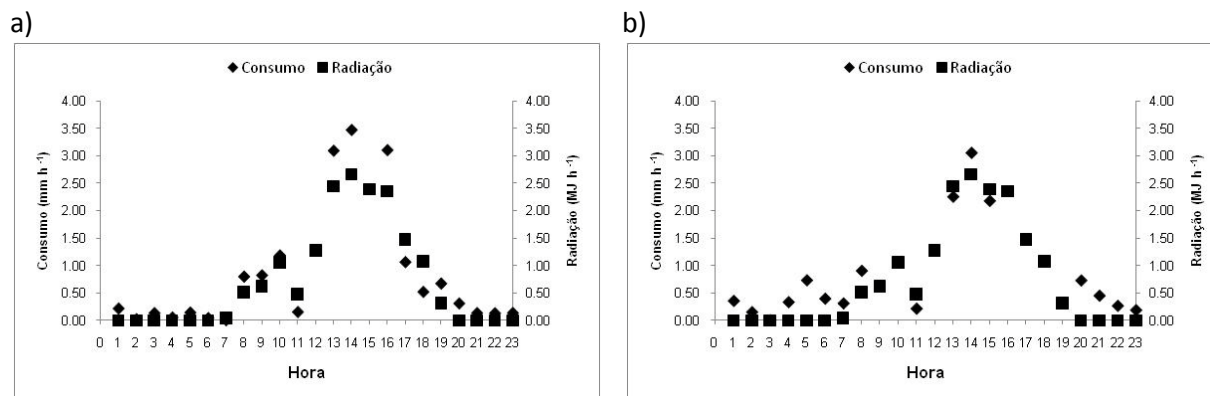 a)
Consumo Radiação
4.00 4.00
3.50 3.50
3.00 3.00
2.50 2.50
2.00 2.00
1.50 1.50
1.00 1.00
0.50 0.50
0.00 0.00
Consumo (mm h ⁻¹)
Radiação (MJ h ⁻¹)
0 1 2 3 4 5 6 7 8 9 10 11 12 13 14 15 16 17 18 19 20 21 22 23
Hora
b)
Consumo Radiação
4.00 4.00
3.50 3.50
3.00 3.00
2.50 2.50
2.00 2.00
1.50 1.50
1.00 1.00
0.50 0.50
0.00 0.00
Consumo (mm h ⁻¹)
Radiação (MJ h ⁻¹)
0 1 2 3 4 5 6 7 8 9 10 11 12 13 14 15 16 17 18 19 20 21 22 23
Hora